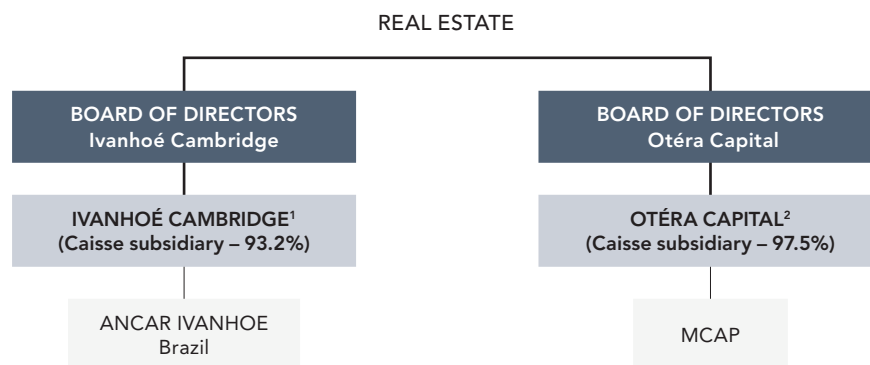 REAL ESTATE
BOARD OF DIRECTORS
Ivanhoé Cambridge
BOARD OF DIRECTORS
Otéra Capital
IVANHOÉ CAMBRIDGE¹
(Caisse subsidiary – 93.2%)
OTÉRA CAPITAL²
(Caisse subsidiary – 97.5%)
ANCAR IVANHOE
Brazil
MCAP